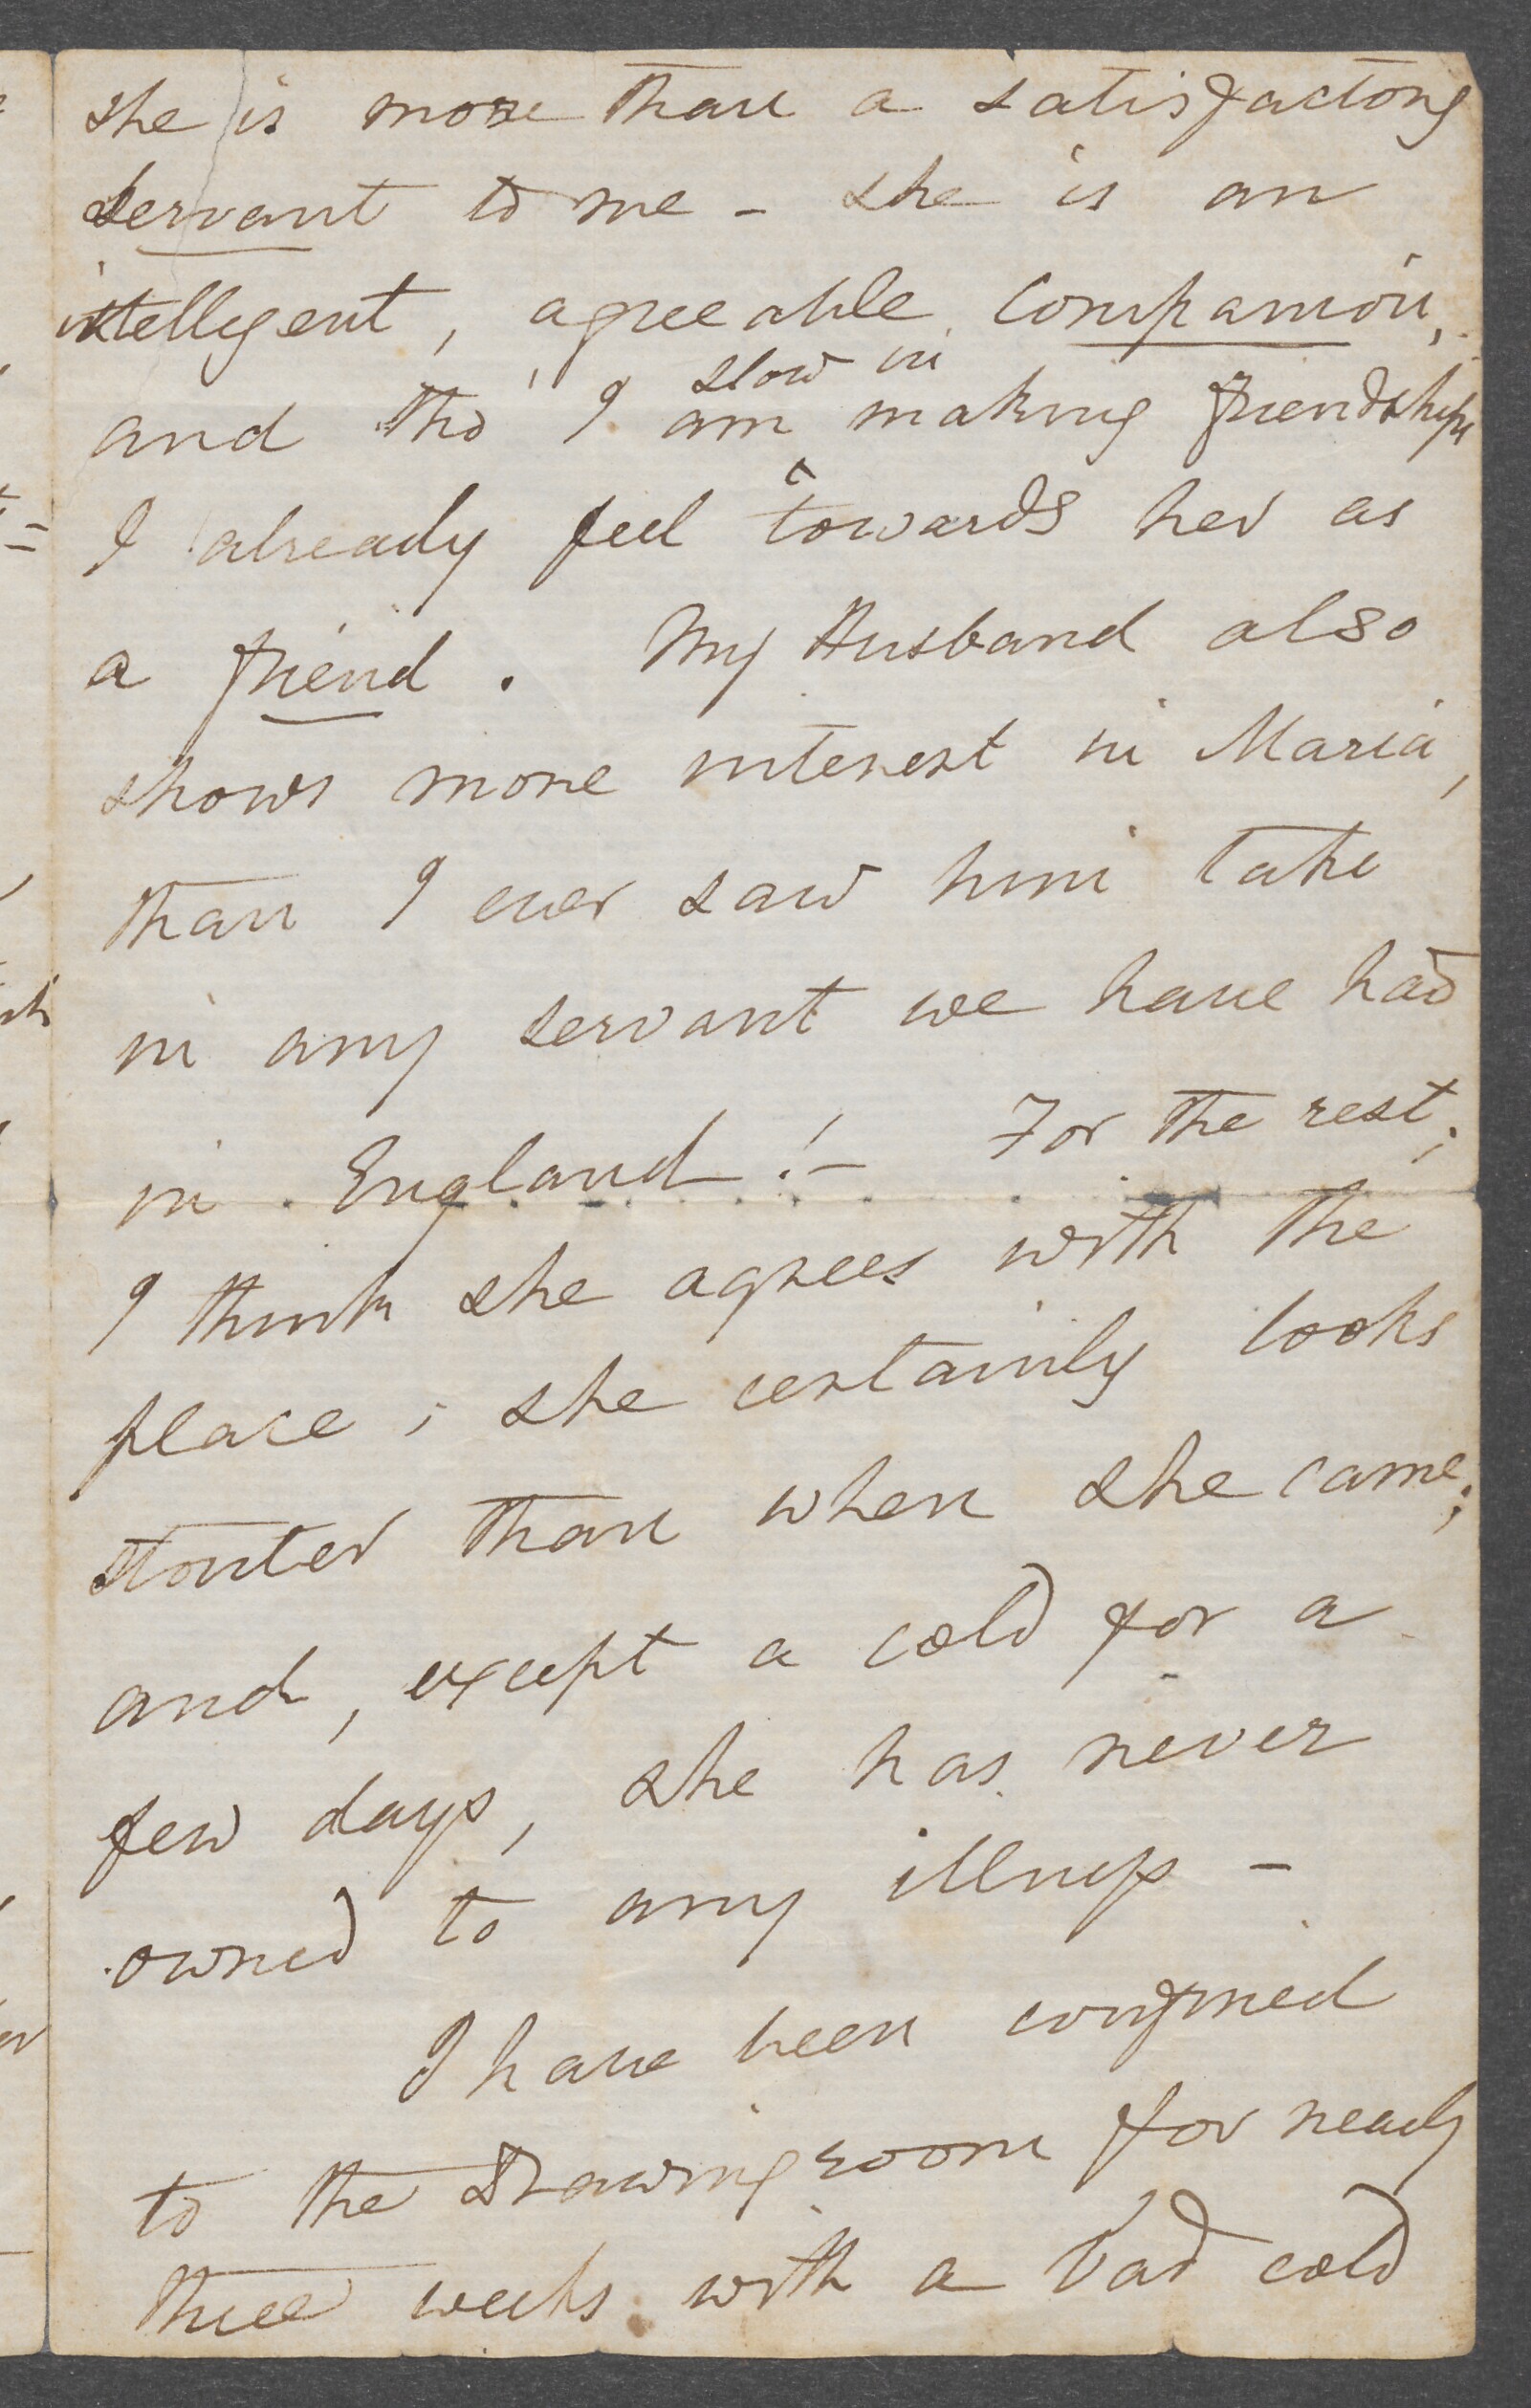 she is more than a satisfactory
servant to me - she is an
intelligent, agreeable companion,
and tho' I am slow in making friendships
I already feel towards her as
a friend. My Husband also
shows more interest in Maria,
than I ever saw him take
in any servant we have had
in England! - For the rest;
I think she agrees with the
place; she certainly looks
stouter than when she came;
and, except a cold for a
few days, she has never
owned to any illness -
I have been confined
to the drawingroom for nearly
three weeks with a bad cold